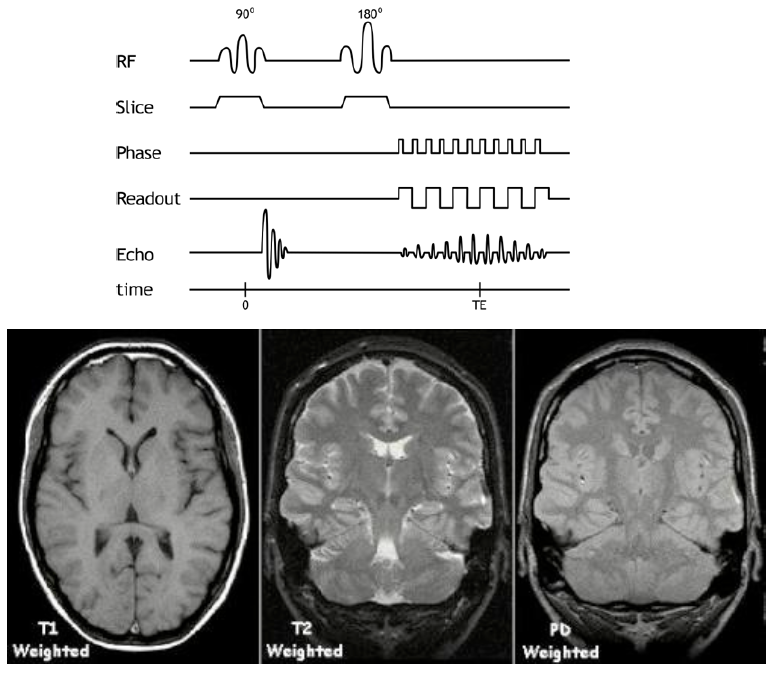 90° 180°
RF
Slice
Phase
Readout
Echo
time
0 TE
T1
Weighted
T2
Weighted
PD
Weighted